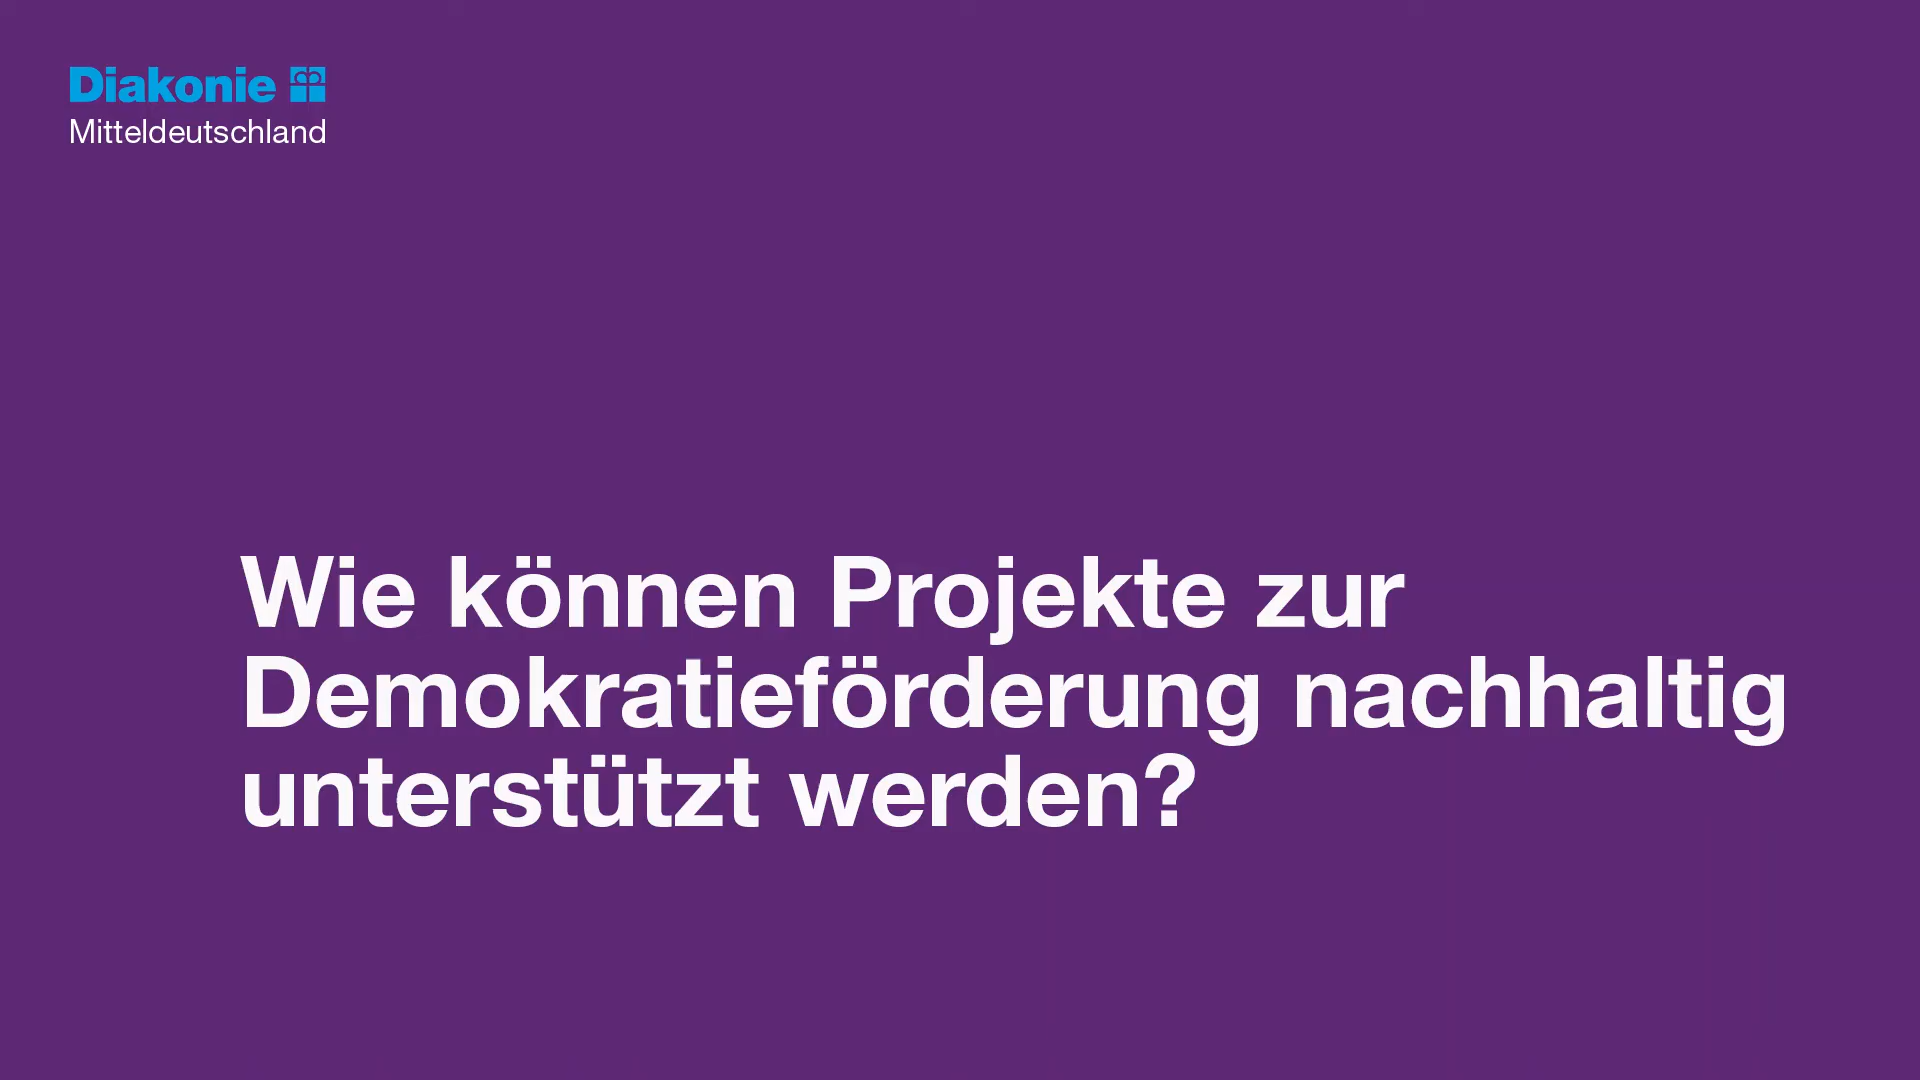 Diakonie
Mitteldeutschland
Wie können Projekte zur
Demokratieförderung nachhaltig
unterstützt werden?